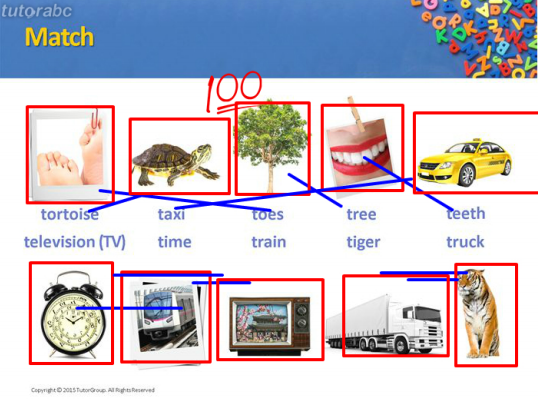 tutorabc
Match
100
tortoise taxi toes tree teeth
television (TV) time train tiger truck
Copyright © 2015 TutorGroup. All Rights Reserved